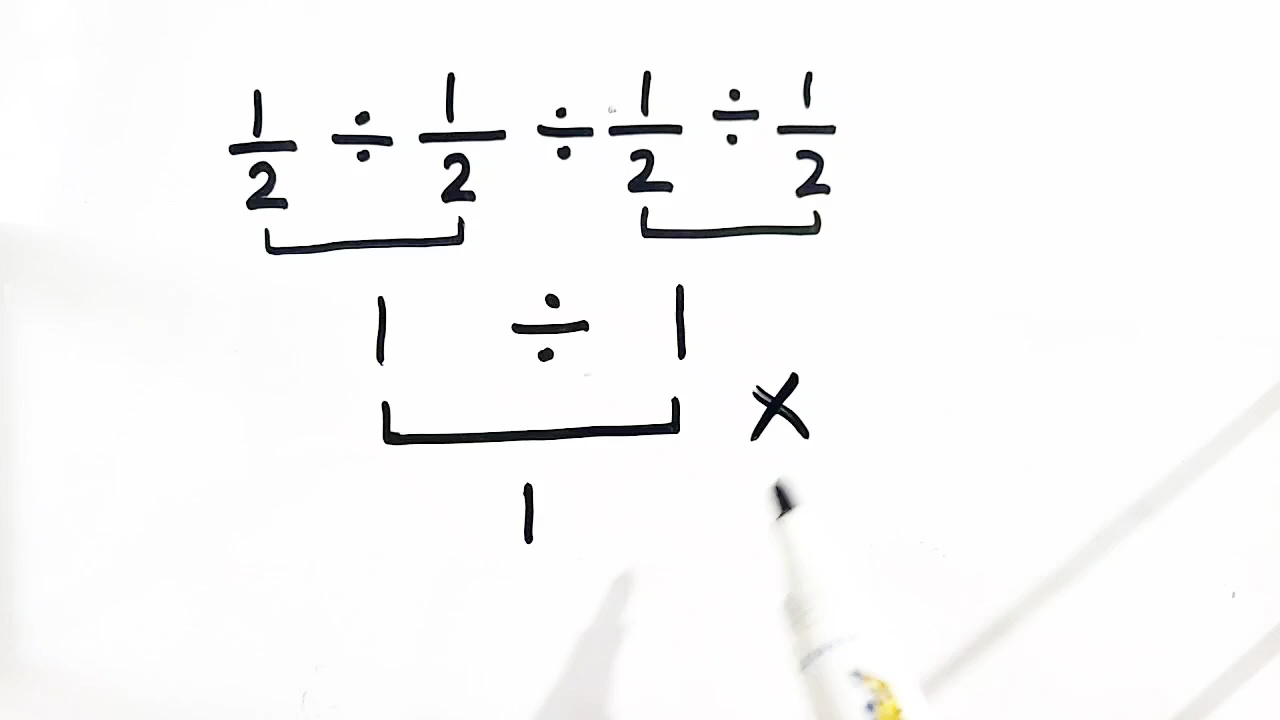 1/2 ÷ 1/2 ÷ 1/2 ÷ 1/2
1 ÷ 1
×
1